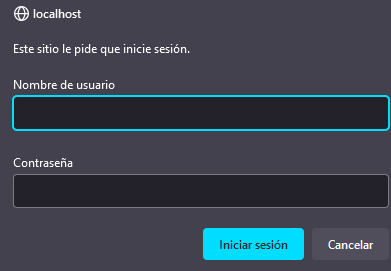 localhost
Este sitio le pide que inicie sesión.
Nombre de usuario
Contraseña
Iniciar sesión Cancelar